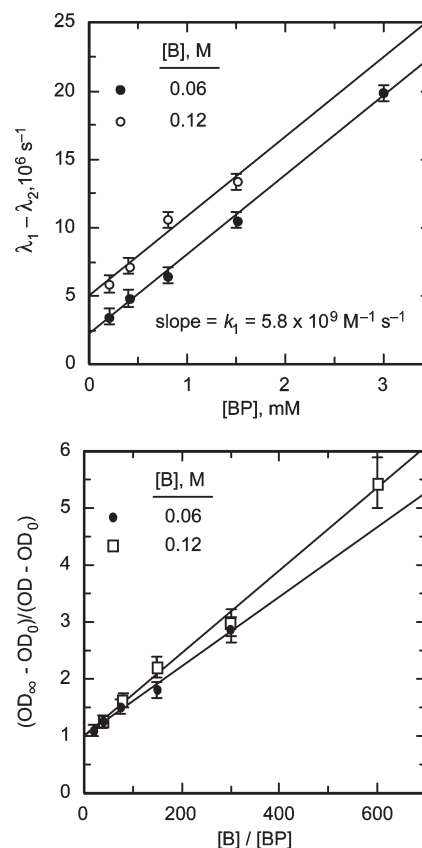 [B], M
0.06
0.12
25
20
15
10
5
0
λ₁ − λ₂, 10⁶ s⁻¹
slope = k₁ = 5.8 x 10⁹ M⁻¹ s⁻¹
0 1 2 3
[BP], mM
[B], M
0.06
0.12
6
5
4
3
2
1
0
(OD∞ - OD₀)/(OD - OD₀)
0 200 400 600
[B] / [BP]